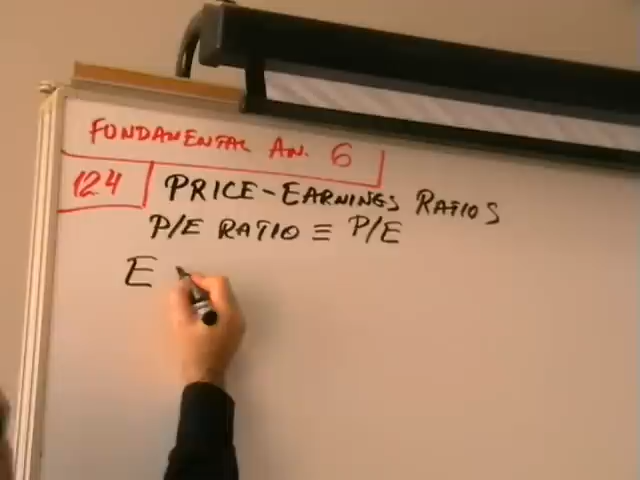 FONDAMENTAL AN. 6
12.4 PRICE-EARNINGS RATIOS
P/E RATIO ≡ P/E
E